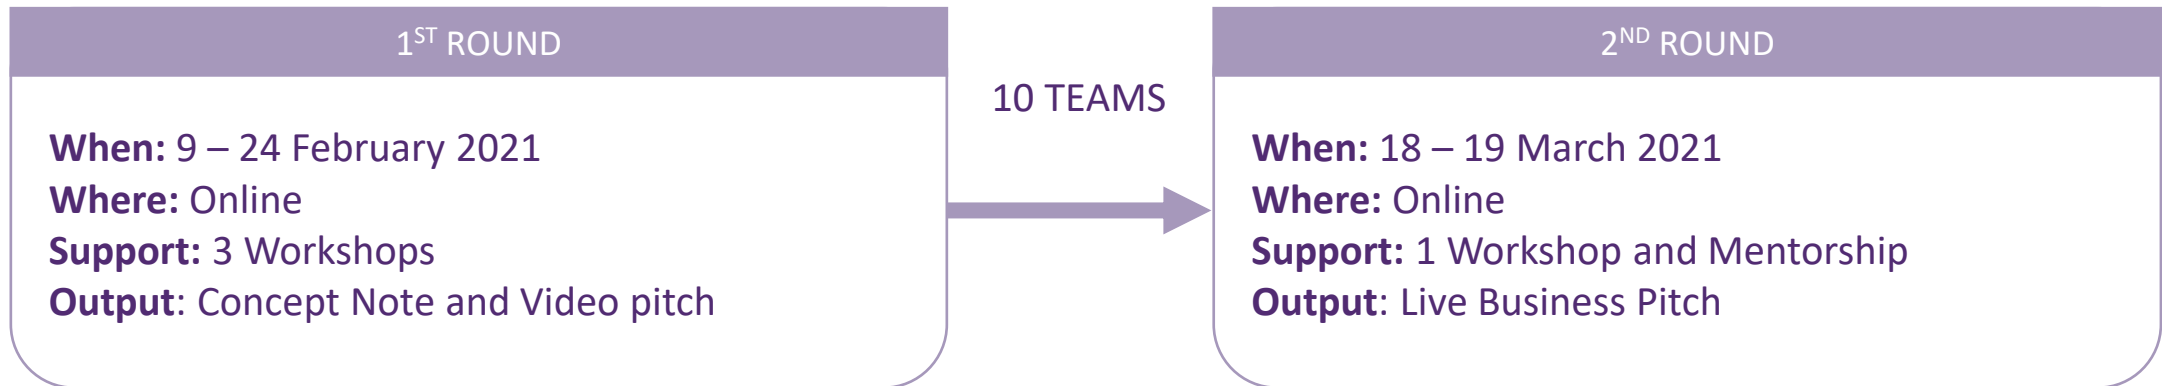 1ST ROUND
When: 9 – 24 February 2021
Where: Online
Support: 3 Workshops
Output: Concept Note and Video pitch
10 TEAMS
2ND ROUND
When: 18 – 19 March 2021
Where: Online
Support: 1 Workshop and Mentorship
Output: Live Business Pitch